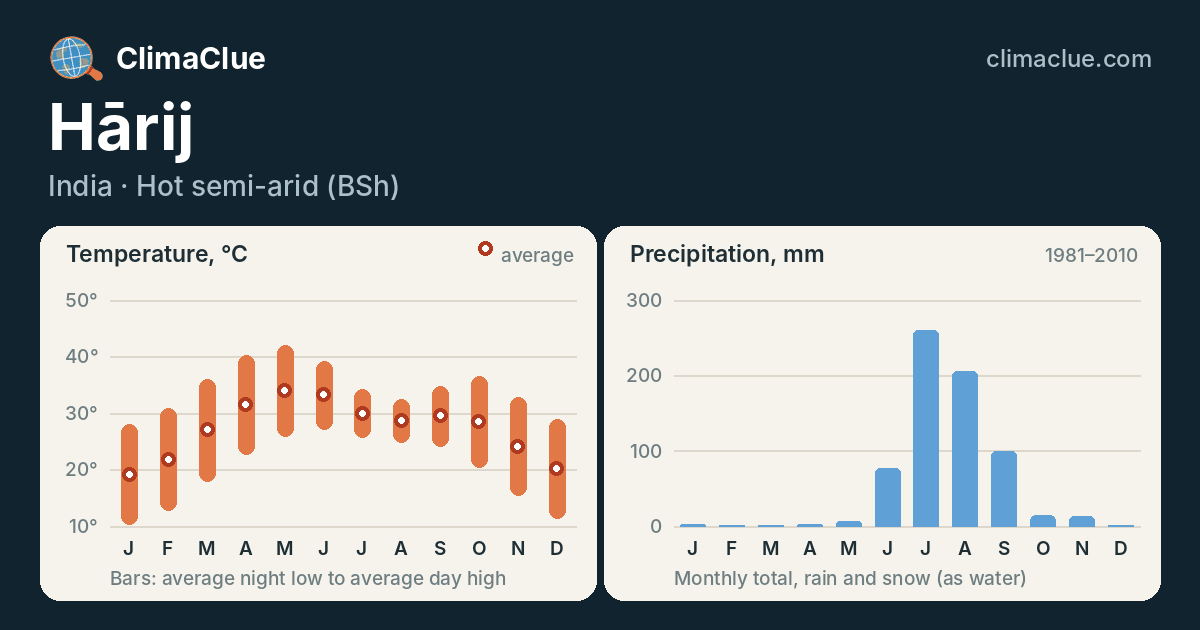 ClimaClue
climaclue.com
Hārij
India · Hot semi-arid (BSh)
Temperature, °C
average
50°
40°
30°
20°
10°
J F M A M J J A S O N D
Bars: average night low to average day high
Precipitation, mm
1981–2010
300
200
100
0
J F M A M J J A S O N D
Monthly total, rain and snow (as water)